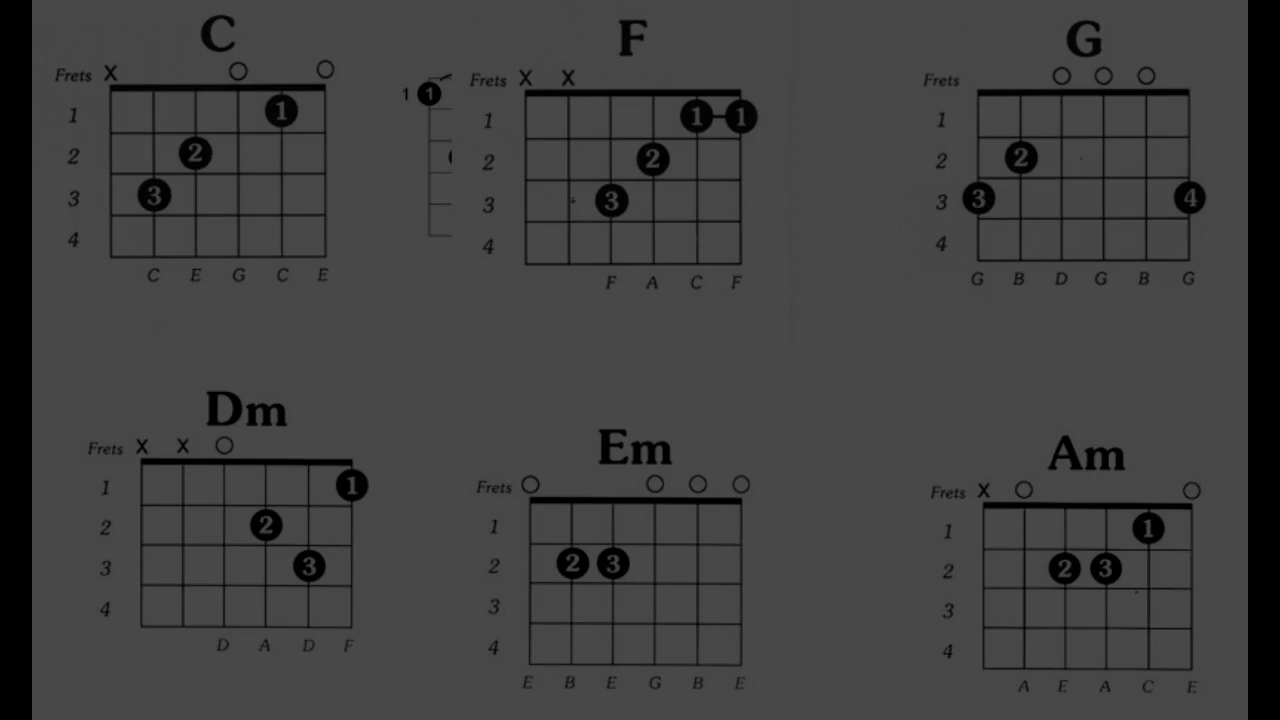 C
Frets X O O
1 1
2 2
3 3
4
C E G C E
1 1
F
Frets X X
1 1 1
2 2
3 3
4
F A C F
G
Frets O O O
1
2 2
3 3 4
4
G B D G B G
Dm
Frets X X O
1 1
2 2
3 3
4
D A D F
Em
Frets O O O O
1
2 2 3
3
4
E B E G B E
Am
Frets X O O
1 1
2 2 3
3
4
A E A C E